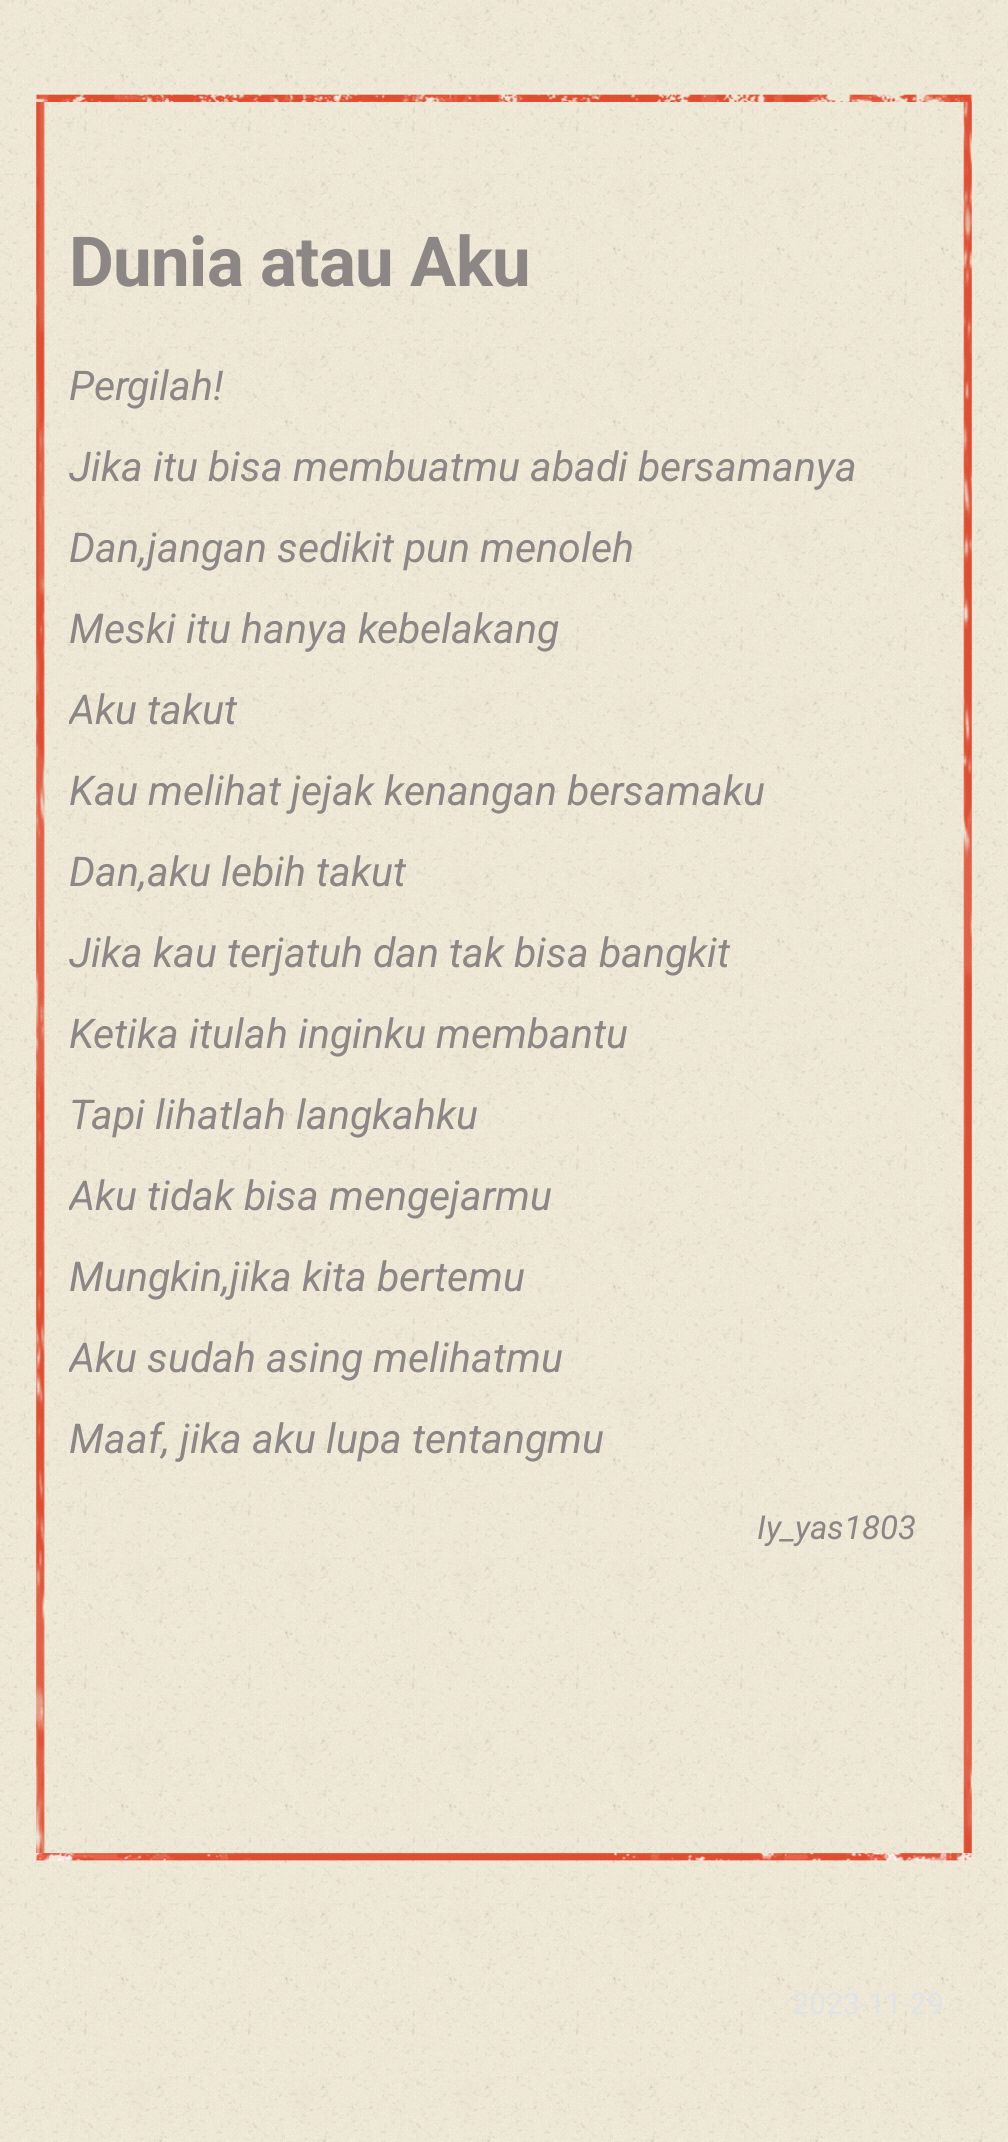 Dunia atau Aku
Pergilah!
Jika itu bisa membuatmu abadi bersamanya
Dan,jangan sedikit pun menoleh
Meski itu hanya kebelakang
Aku takut
Kau melihat jejak kenangan bersamaku
Dan,aku lebih takut
Jika kau terjatuh dan tak bisa bangkit
Ketika itulah inginku membantu
Tapi lihatlah langkahku
Aku tidak bisa mengejarmu
Mungkin,jika kita bertemu
Aku sudah asing melihatmu
Maaf, jika aku lupa tentangmu
ly_yas1803
2023.11.29